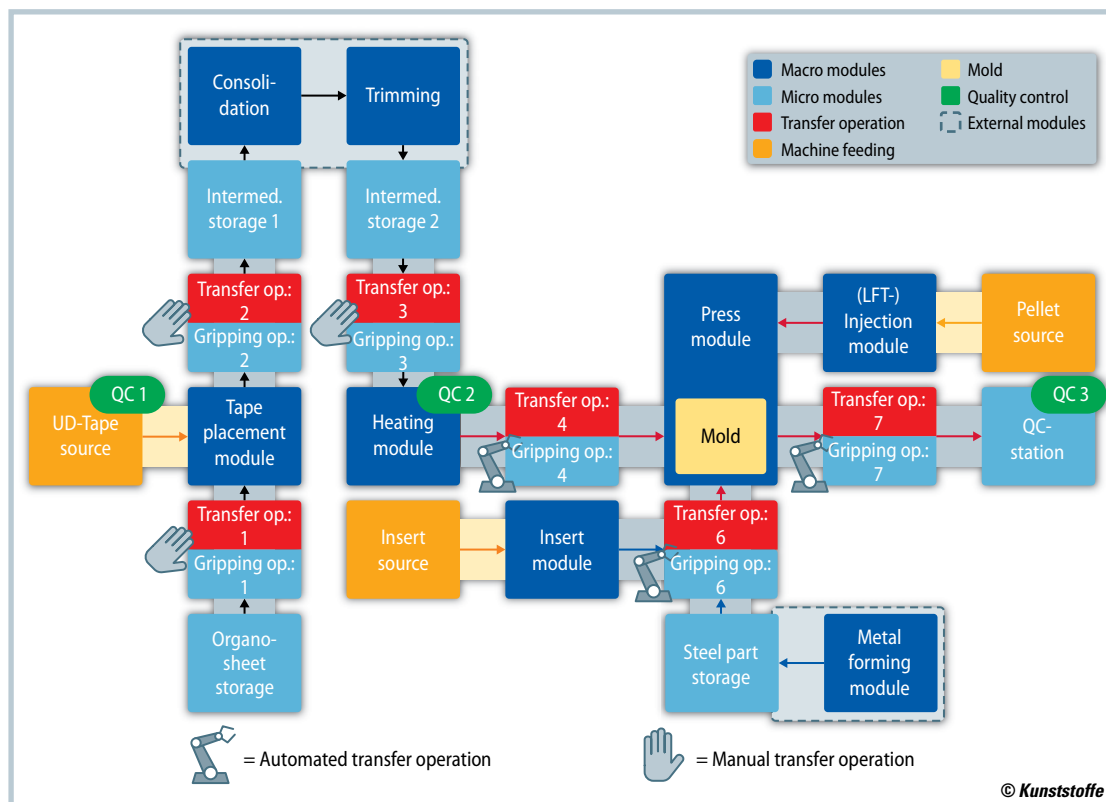 Consoli-
dation
Trimming
Macro modules
Micro modules
Transfer operation
Machine feeding
Mold
Quality control
External modules
Intermed.
storage 1
Intermed.
storage 2
Transfer op.:
2
Gripping op.:
2
Transfer op.:
3
Gripping op.:
3
Press
module
(LFT-)
Injection
module
Pellet
source
QC 1
UD-Tape
source
Tape
placement
module
QC 2
Heating
module
Transfer op.:
4
Gripping op.:
4
Mold
Transfer op.:
7
Gripping op.:
7
QC 3
QC-
station
Transfer op.:
1
Gripping op.:
1
Insert
source
Insert
module
Transfer op.:
6
Gripping op.:
6
Organo-
sheet
storage
Steel part
storage
Metal
forming
module
= Automated transfer operation
= Manual transfer operation
© Kunststoffe